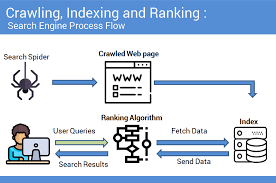 Crawling, Indexing and Ranking :
Search Engine Process Flow
Search Spider
Crawled Web page
WWW
Ranking Algorithm
Index
User Queries
Fetch Data
Search Results
Send Data